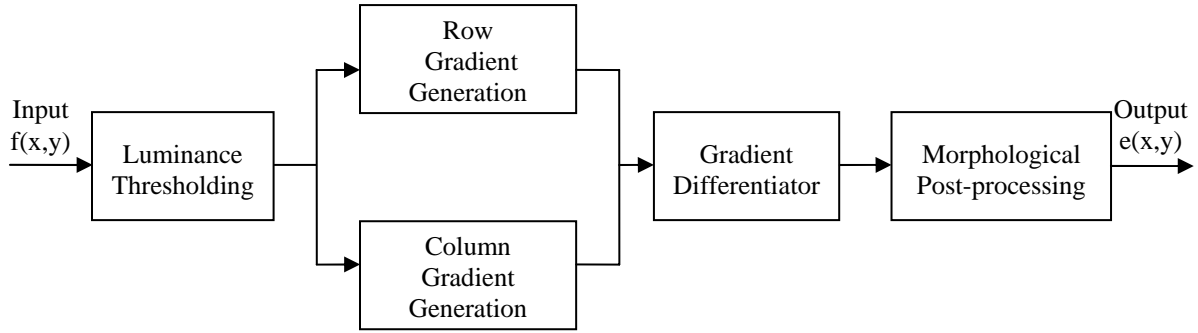 Input
f(x,y)
Luminance
Thresholding
Row
Gradient
Generation
Column
Gradient
Generation
Gradient
Differentiator
Morphological
Post-processing
Output
e(x,y)